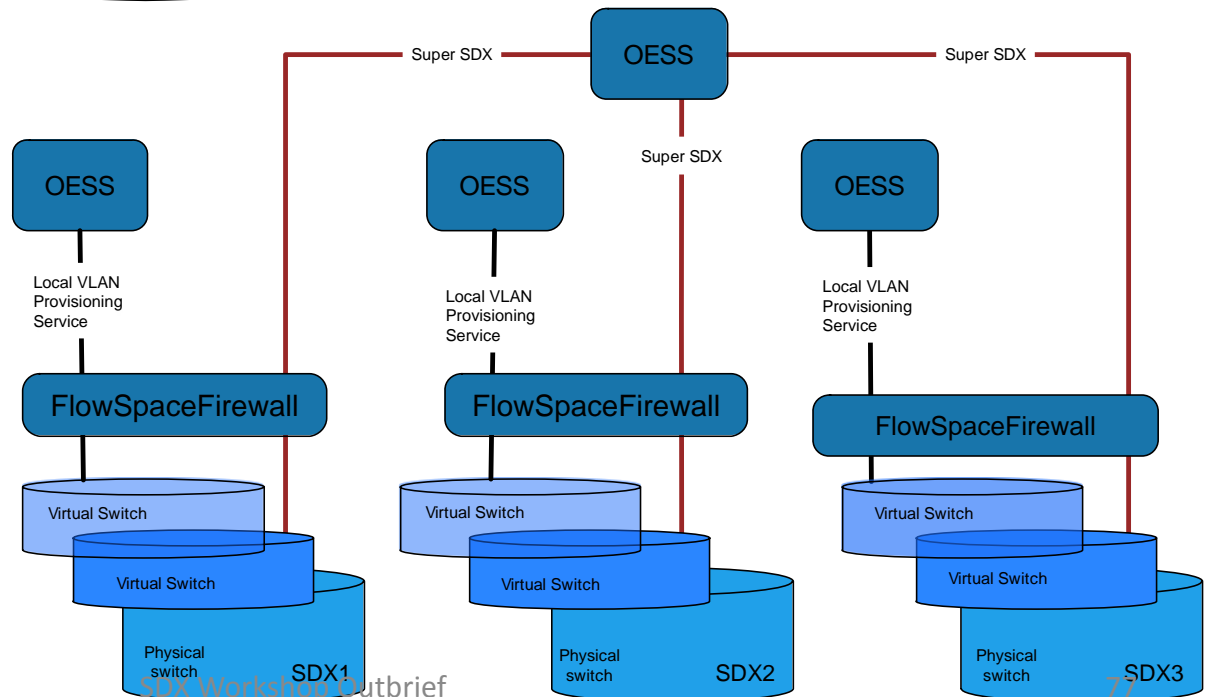 Super SDX
OESS
Super SDX
Super SDX
OESS
OESS
OESS
Local VLAN
Provisioning
Service
Local VLAN
Provisioning
Service
Local VLAN
Provisioning
Service
FlowSpaceFirewall
FlowSpaceFirewall
FlowSpaceFirewall
Virtual Switch
Virtual Switch
Virtual Switch
Virtual Switch
Virtual Switch
Virtual Switch
Physical
switch
SDX1
Physical
switch
SDX2
Physical
switch
SDX3
SDX Workshop Outbrief